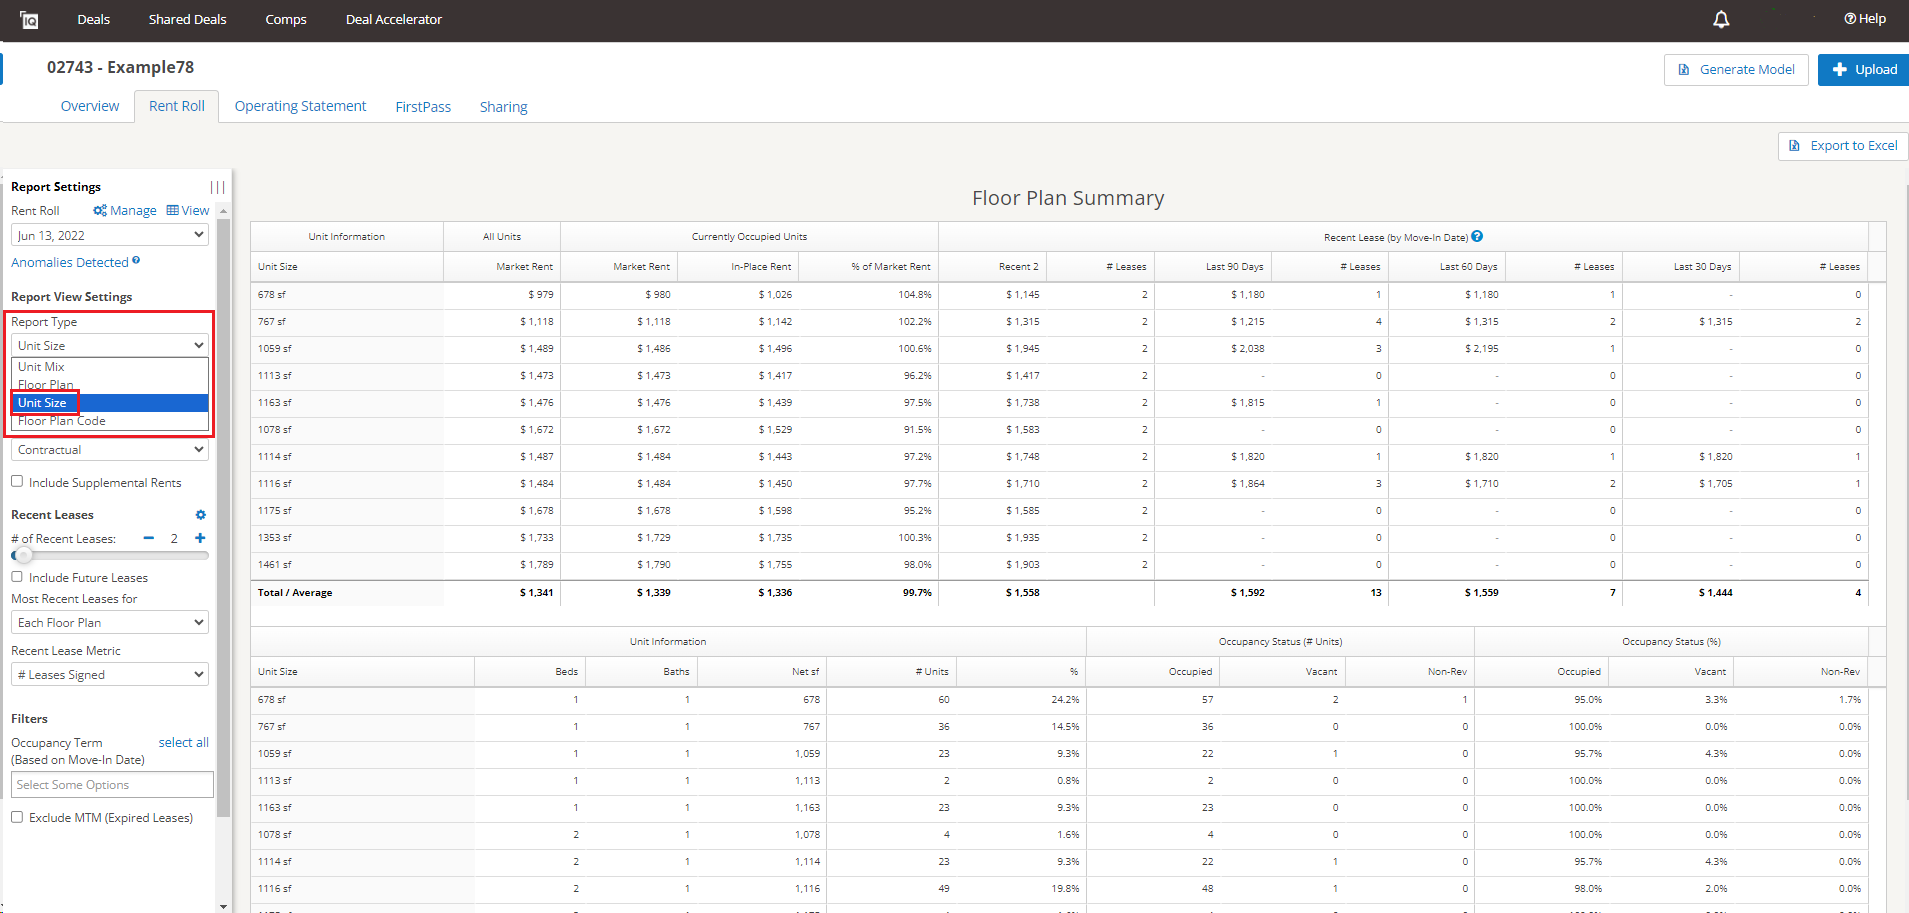 IQ Deals Shared Deals Comps Deal Accelerator Help
02743 - Example78
Generate Model Upload
Overview Rent Roll Operating Statement FirstPass Sharing
Export to Excel
Report Settings
Rent Roll Manage View
Jun 13, 2022
Anomalies Detected
Report View Settings
Report Type
Unit Size
Unit Mix
Floor Plan
Unit Size
Floor Plan Code
Contractual
Include Supplemental Rents
Recent Leases
# of Recent Leases: 2
Include Future Leases
Most Recent Leases for
Each Floor Plan
Recent Lease Metric
# Leases Signed
Filters
Occupancy Term select all
(Based on Move-In Date)
Select Some Options
Exclude MTM (Expired Leases)
Floor Plan Summary
Unit Information All Units Currently Occupied Units Recent Lease (by Move-In Date)
Unit Size Market Rent Market Rent In-Place Rent % of Market Rent Recent 2 # Leases Last 90 Days # Leases Last 60 Days # Leases Last 30 Days # Leases
678 sf $ 979 $ 980 $ 1,026 104.8% $ 1,145 2 $ 1,180 1 $ 1,180 1 - 0
767 sf $ 1,118 $ 1,118 $ 1,142 102.2% $ 1,315 2 $ 1,215 4 $ 1,315 2 $ 1,315 2
1059 sf $ 1,489 $ 1,486 $ 1,496 100.6% $ 1,945 2 $ 2,038 3 $ 2,195 1 - 0
1113 sf $ 1,473 $ 1,473 $ 1,417 96.2% $ 1,417 2 - 0 - 0 - 0
1163 sf $ 1,476 $ 1,476 $ 1,439 97.5% $ 1,738 2 $ 1,815 1 - 0 - 0
1078 sf $ 1,672 $ 1,672 $ 1,529 91.5% $ 1,583 2 - 0 - 0 - 0
1114 sf $ 1,487 $ 1,484 $ 1,443 97.2% $ 1,748 2 $ 1,820 1 $ 1,820 1 $ 1,820 1
1116 sf $ 1,484 $ 1,484 $ 1,450 97.7% $ 1,710 2 $ 1,864 3 $ 1,710 2 $ 1,705 1
1175 sf $ 1,678 $ 1,678 $ 1,598 95.2% $ 1,585 2 - 0 - 0 - 0
1353 sf $ 1,733 $ 1,729 $ 1,735 100.3% $ 1,935 2 - 0 - 0 - 0
1461 sf $ 1,789 $ 1,790 $ 1,755 98.0% $ 1,903 2 - 0 - 0 - 0
Total / Average $ 1,341 $ 1,339 $ 1,336 99.7% $ 1,558 $ 1,592 13 $ 1,559 7 $ 1,444 4
Unit Information Occupancy Status (# Units) Occupancy Status (%)
Unit Size Beds Baths Net sf # Units % Occupied Vacant Non-Rev Occupied Vacant Non-Rev
678 sf 1 1 678 60 24.2% 57 2 1 95.0% 3.3% 1.7%
767 sf 1 1 767 36 14.5% 36 0 0 100.0% 0.0% 0.0%
1059 sf 1 1 1,059 23 9.3% 22 1 0 95.7% 4.3% 0.0%
1113 sf 1 1 1,113 2 0.8% 2 0 0 100.0% 0.0% 0.0%
1163 sf 1 1 1,163 23 9.3% 23 0 0 100.0% 0.0% 0.0%
1078 sf 2 1 1,078 4 1.6% 4 0 0 100.0% 0.0% 0.0%
1114 sf 2 1 1,114 23 9.3% 22 1 0 95.7% 4.3% 0.0%
1116 sf 2 1 1,116 49 19.8% 48 1 0 98.0% 2.0% 0.0%